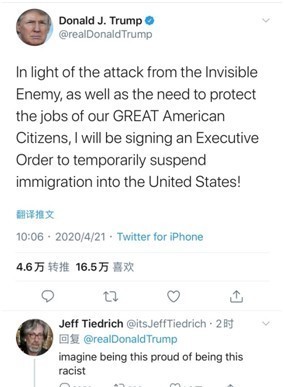 Donald J. Trump
@realDonaldTrump
In light of the attack from the Invisible
Enemy, as well as the need to protect
the jobs of our GREAT American
Citizens, I will be signing an Executive
Order to temporarily suspend
immigration into the United States!
翻译推文
10:06 · 2020/4/21 · Twitter for iPhone
4.6万 转推 16.5万 喜欢
Jeff Tiedrich @itsJeffTiedrich · 2时
回复 @realDonaldTrump
imagine being this proud of being this
racist